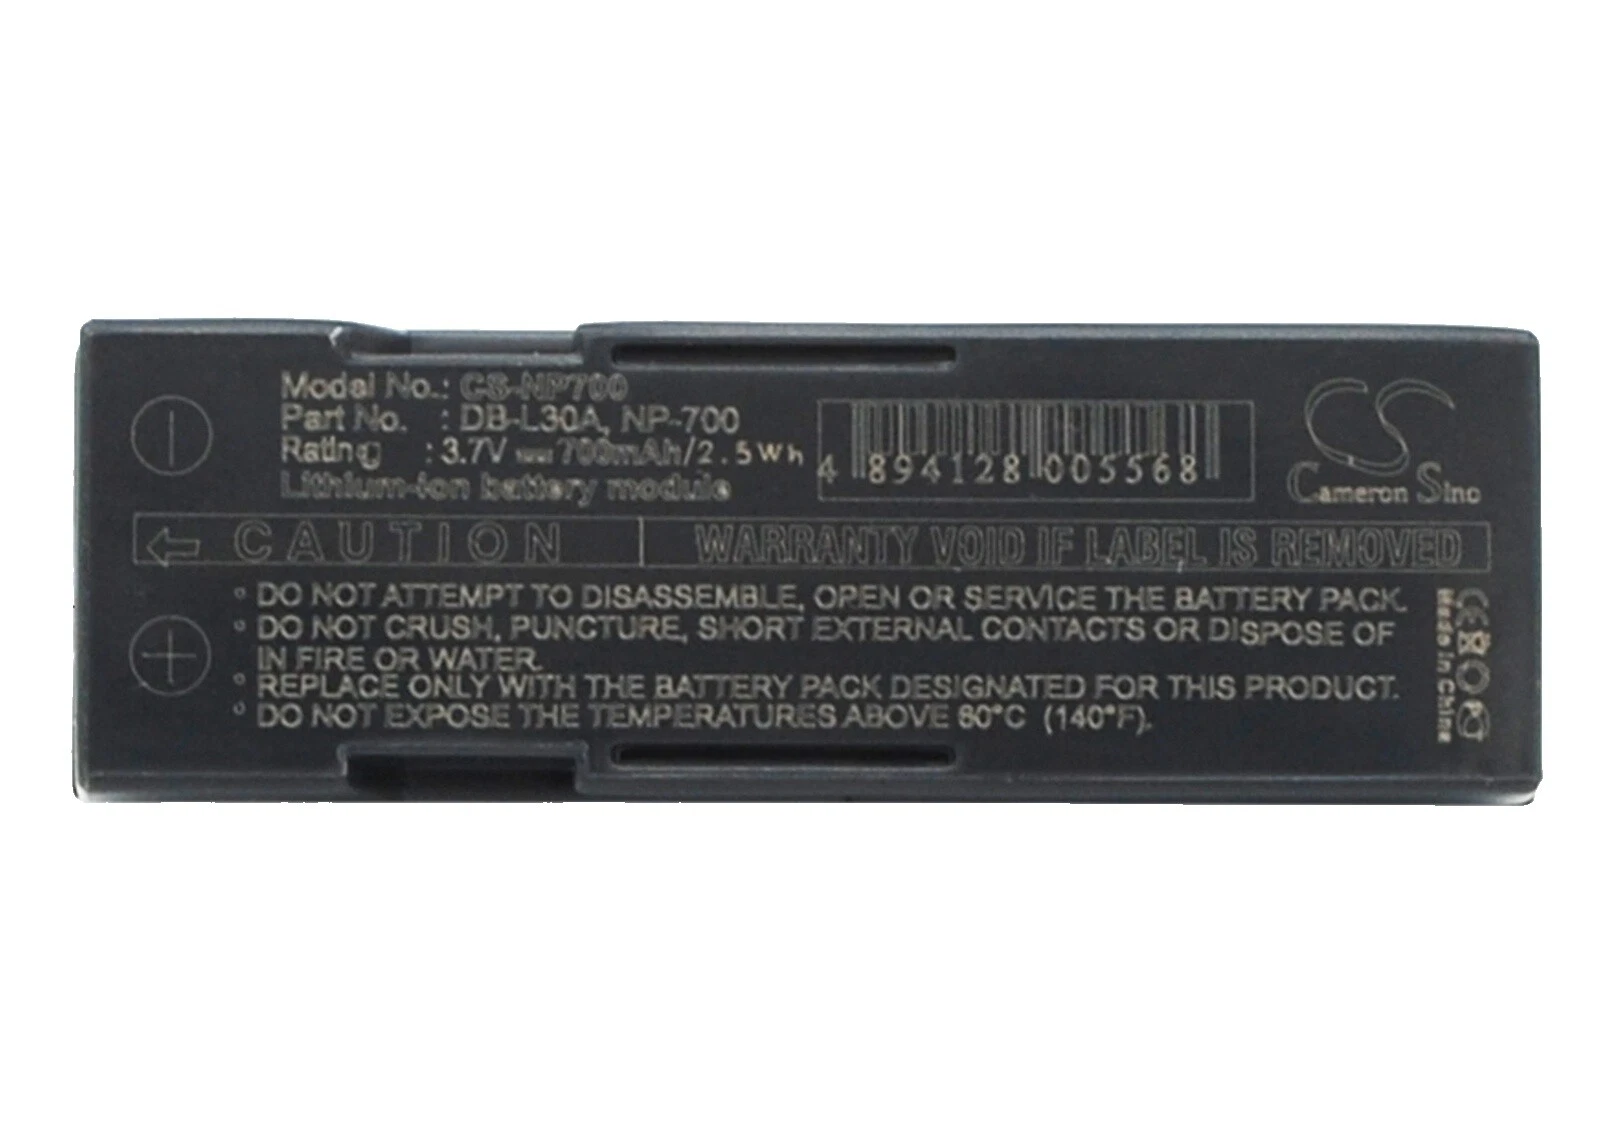 Model No.: CS-NP700
Part No. : DB-L30A, NP-700
Rating : 3.7V ⎓ 700mAh/2.5Wh
Lithium-ion battery module
4 894128 005568
CS
Cameron Sino
CAUTION
WARRANTY VOID IF LABEL IS REMOVED
DO NOT ATTEMPT TO DISASSEMBLE, OPEN OR SERVICE THE BATTERY PACK.
DO NOT CRUSH, PUNCTURE, SHORT EXTERNAL CONTACTS OR DISPOSE OF
IN FIRE OR WATER.
REPLACE ONLY WITH THE BATTERY PACK DESIGNATED FOR THIS PRODUCT.
DO NOT EXPOSE THE TEMPERATURES ABOVE 60°C (140°F).
CE
Made in China